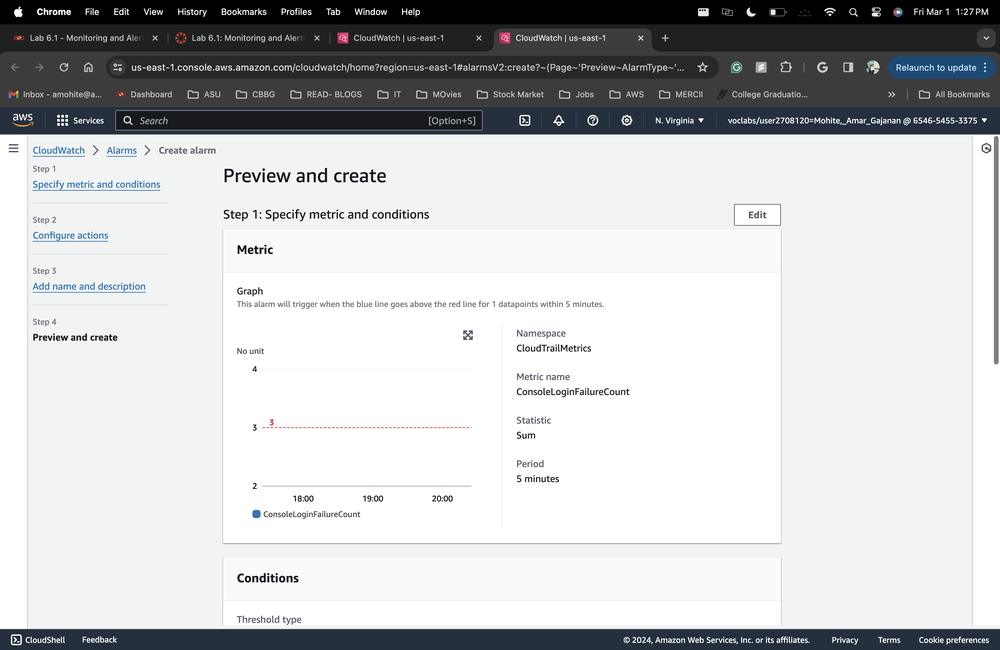 Chrome File Edit View History Bookmarks Profiles Tab Window Help Fri Mar 1 1:27 PM
Lab 6.1 - Monitoring and Aler Lab 6.1: Monitoring and Alerti CloudWatch | us-east-1 CloudWatch | us-east-1
us-east-1.console.aws.amazon.com/cloudwatch/home?region=us-east-1#alarmsV2:create?~(Page~'Preview~AlarmType~'... Relaunch to update
Inbox - amohite@a... Dashboard ASU CBBG READ- BLOGS IT MOvies Stock Market Jobs AWS MERCII College Graduatio... All Bookmarks
aws Services Search [Option+S] N. Virginia voclabs/user2708120=Mohite,_Amar_Gajanan @ 6546-5455-3375
CloudWatch Alarms Create alarm
Step 1
Specify metric and conditions
Step 2
Configure actions
Step 3
Add name and description
Step 4
Preview and create
Preview and create
Step 1: Specify metric and conditions
Edit
Metric
Graph
This alarm will trigger when the blue line goes above the red line for 1 datapoints within 5 minutes.
No unit
4
3
3
2
18:00 19:00 20:00
ConsoleLoginFailureCount
Namespace
CloudTrailMetrics
Metric name
ConsoleLoginFailureCount
Statistic
Sum
Period
5 minutes
Conditions
Threshold type
CloudShell Feedback © 2024, Amazon Web Services, Inc. or its affiliates. Privacy Terms Cookie preferences